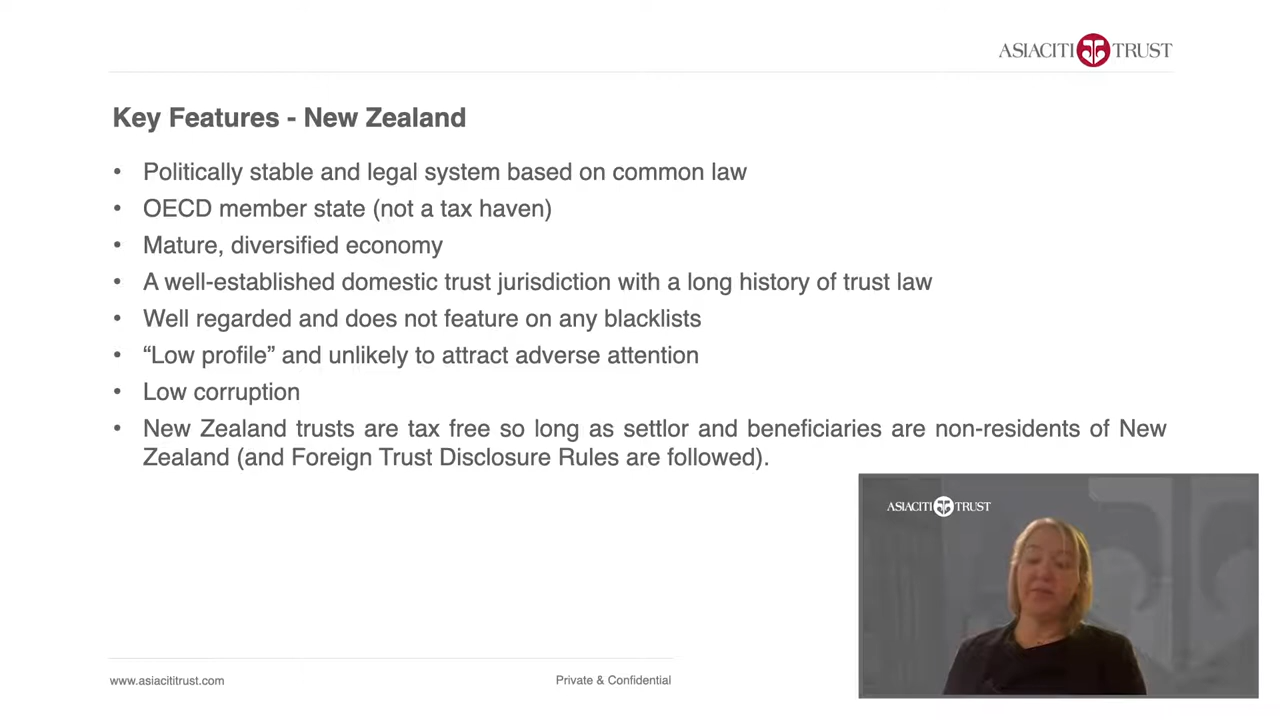 ASIACITI TRUST
Key Features - New Zealand
• Politically stable and legal system based on common law
• OECD member state (not a tax haven)
• Mature, diversified economy
• A well-established domestic trust jurisdiction with a long history of trust law
• Well regarded and does not feature on any blacklists
• “Low profile” and unlikely to attract adverse attention
• Low corruption
• New Zealand trusts are tax free so long as settlor and beneficiaries are non-residents of New
Zealand (and Foreign Trust Disclosure Rules are followed).
ASIACITI TRUST
www.asiacititrust.com
Private & Confidential